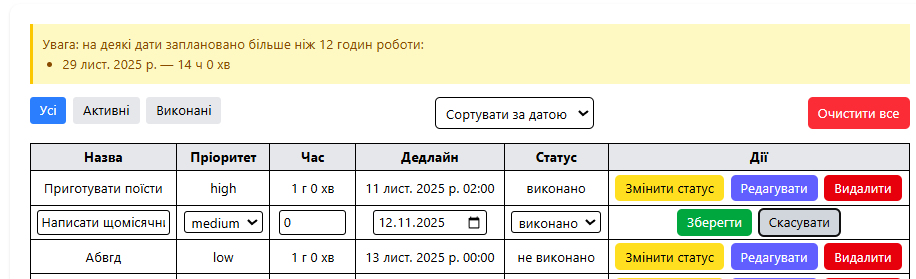 Увага: на деякі дати заплановано більше ніж 12 годин роботи:
• 29 лист. 2025 р. — 14 ч 0 хв
Усі Активні Виконані Сортувати за датою Очистити все
Назва Пріоритет Час Дедлайн Статус Дії
Приготувати поїсти high 1 г 0 хв 11 лист. 2025 р. 02:00 виконано Змінити статус Редагувати Видалити
Написати щомісячні medium 0 12.11.2025 виконано Зберегти Скасувати
Абвгд low 1 г 0 хв 13 лист. 2025 р. 00:00 не виконано Змінити статус Редагувати Видалити